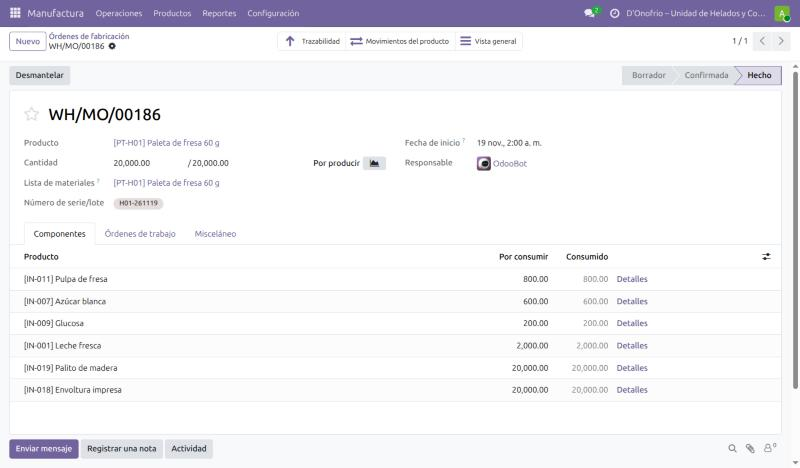 Manufactura Operaciones Productos Reportes Configuración 2 D'Onofrio – Unidad de Helados y Co... A
Nuevo Órdenes de fabricación
WH/MO/00186
Trazabilidad Movimientos del producto Vista general 1 / 1
Desmantelar Borrador Confirmada Hecho
WH/MO/00186
Producto [PT-H01] Paleta de fresa 60 g Fecha de inicio ? 19 nov., 2:00 a. m.
Cantidad 20,000.00 / 20,000.00 Por producir Responsable OdooBot
Lista de materiales ? [PT-H01] Paleta de fresa 60 g
Número de serie/lote H01-261119
Componentes Órdenes de trabajo Misceláneo
Producto Por consumir Consumido
[IN-011] Pulpa de fresa 800.00 800.00 Detalles
[IN-007] Azúcar blanca 600.00 600.00 Detalles
[IN-009] Glucosa 200.00 200.00 Detalles
[IN-001] Leche fresca 2,000.00 2,000.00 Detalles
[IN-019] Palito de madera 20,000.00 20,000.00 Detalles
[IN-018] Envoltura impresa 20,000.00 20,000.00 Detalles
Enviar mensaje Registrar una nota Actividad 0